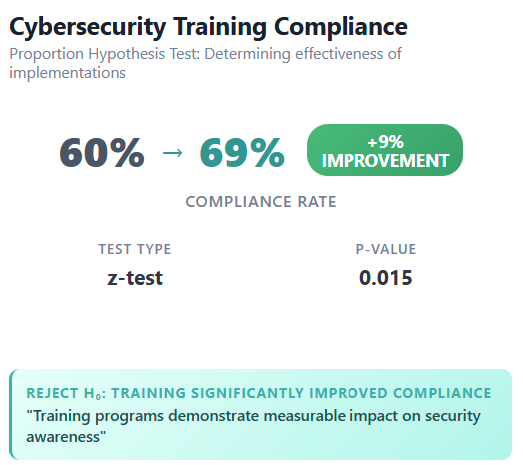 Cybersecurity Training Compliance
Proportion Hypothesis Test: Determining effectiveness of
implementations
60% → 69%
+9%
IMPROVEMENT
COMPLIANCE RATE
TEST TYPE
z-test
P-VALUE
0.015
REJECT H₀: TRAINING SIGNIFICANTLY IMPROVED COMPLIANCE
"Training programs demonstrate measurable impact on security
awareness"